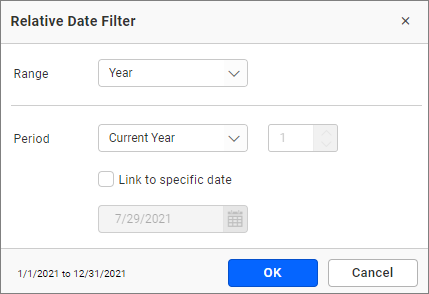 Relative Date Filter
Range Year
Period Current Year 1
Link to specific date
7/29/2021
1/1/2021 to 12/31/2021 OK Cancel